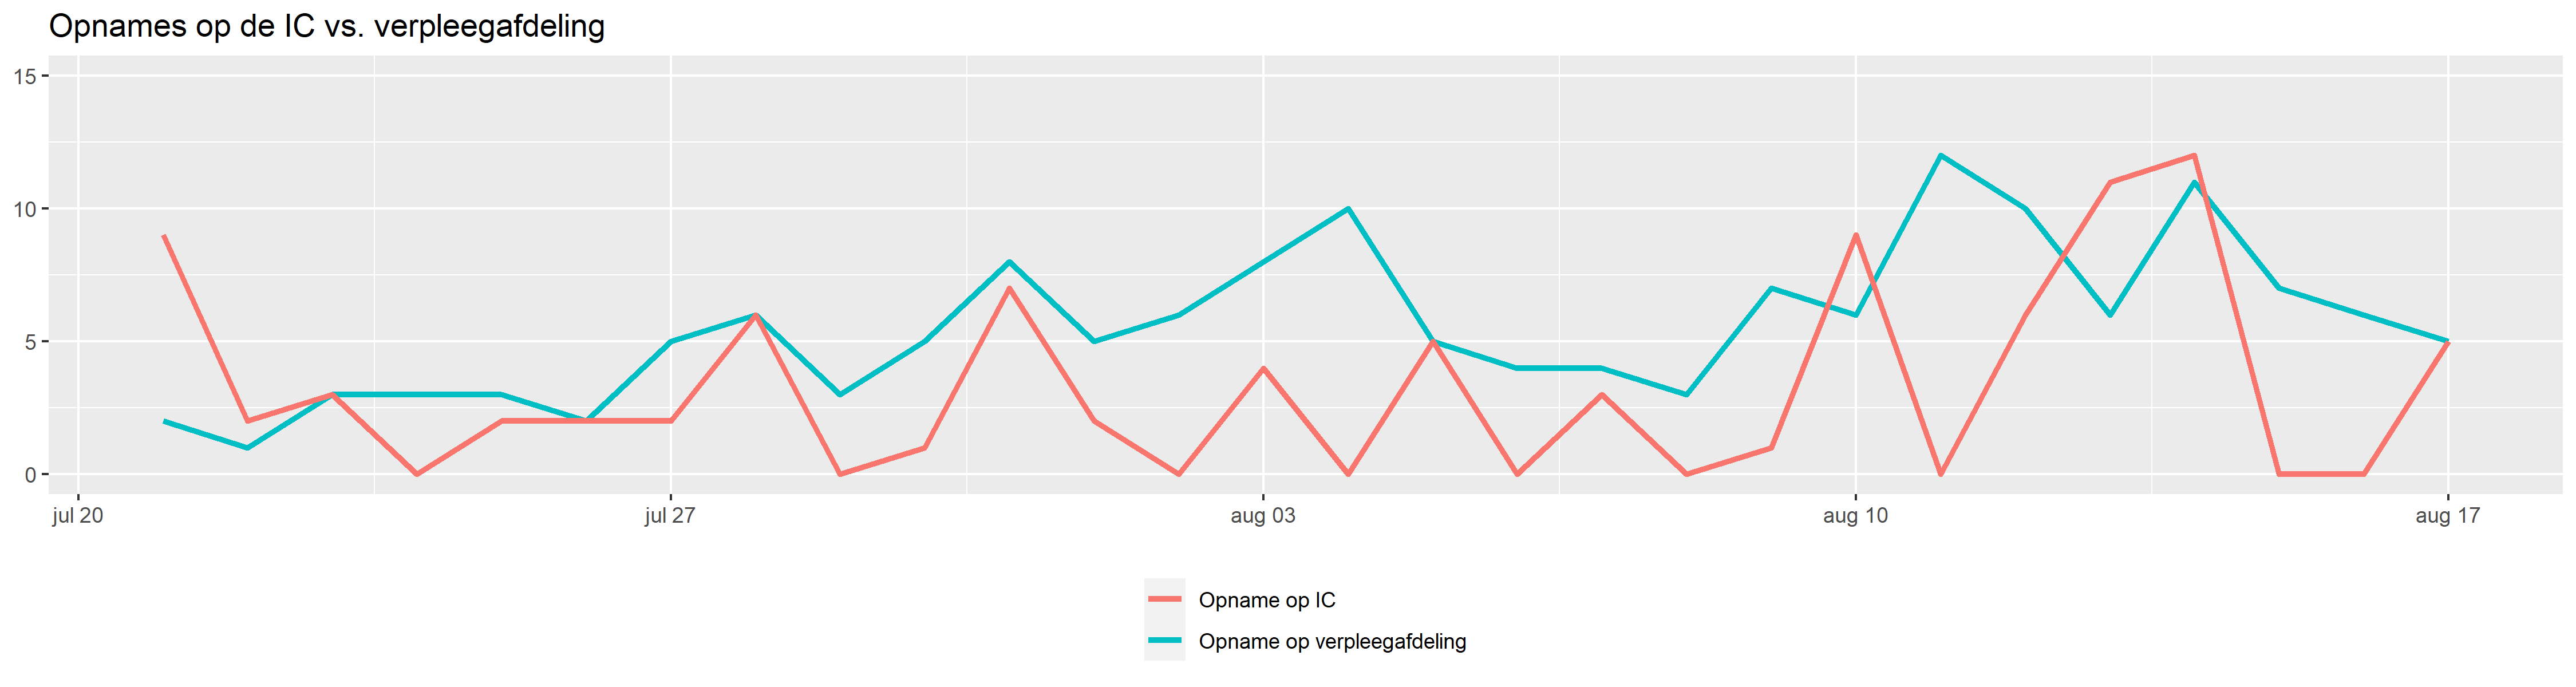 Opnames op de IC vs. verpleegafdeling
15
10
5
0
jul 20 jul 27 aug 03 aug 10 aug 17
Opname op IC
Opname op verpleegafdeling